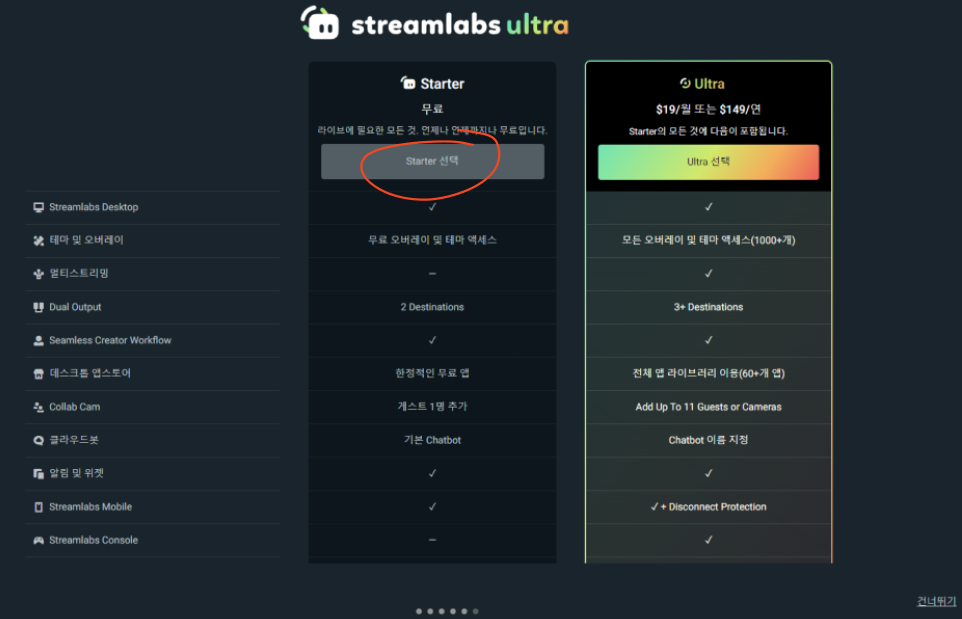 streamlabs ultra
Starter
무료
라이브에 필요한 모든 것. 언제나 언제까지나 무료입니다.
Starter 선택
Ultra
$19/월 또는 $149/연
Starter의 모든 것에 다음이 포함됩니다.
Ultra 선택
Streamlabs Desktop ✓ ✓
테마 및 오버레이 무료 오버레이 및 테마 액세스 모든 오버레이 및 테마 액세스(1000+개)
멀티스트리밍 – ✓
Dual Output 2 Destinations 3+ Destinations
Seamless Creator Workflow ✓ ✓
데스크톱 앱스토어 한정적인 무료 앱 전체 앱 라이브러리 이용(60+개 앱)
Collab Cam 게스트 1명 추가 Add Up To 11 Guests or Cameras
클라우드봇 기본 Chatbot Chatbot 이름 지정
알림 및 위젯 ✓ ✓
Streamlabs Mobile ✓ ✓ + Disconnect Protection
Streamlabs Console – ✓
건너뛰기